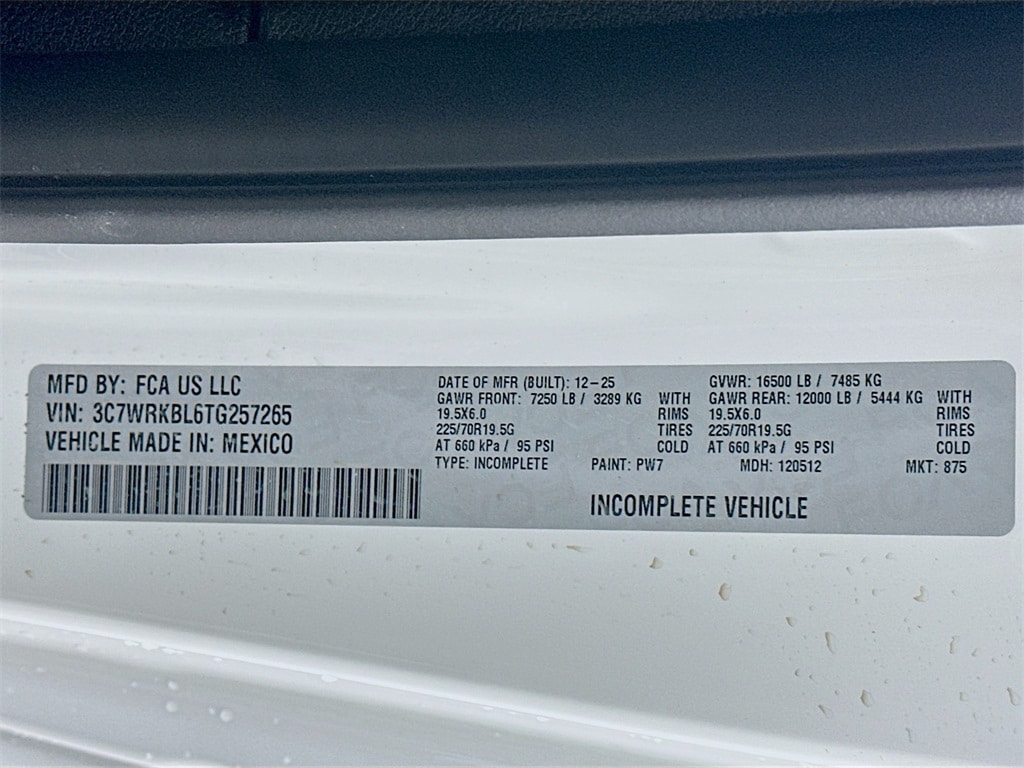 MFD BY: FCA US LLC
VIN: 3C7WRKBL6TG257265
VEHICLE MADE IN: MEXICO
DATE OF MFR (BUILT): 12-25 GVWR: 16500 LB / 7485 KG
GAWR FRONT: 7250 LB / 3289 KG WITH GAWR REAR: 12000 LB / 5444 KG WITH
19.5X6.0 RIMS 19.5X6.0 RIMS
225/70R19.5G TIRES 225/70R19.5G TIRES
AT 660 kPa / 95 PSI COLD AT 660 kPa / 95 PSI COLD
TYPE: INCOMPLETE PAINT: PW7 MDH: 120512 MKT: 875
INCOMPLETE VEHICLE